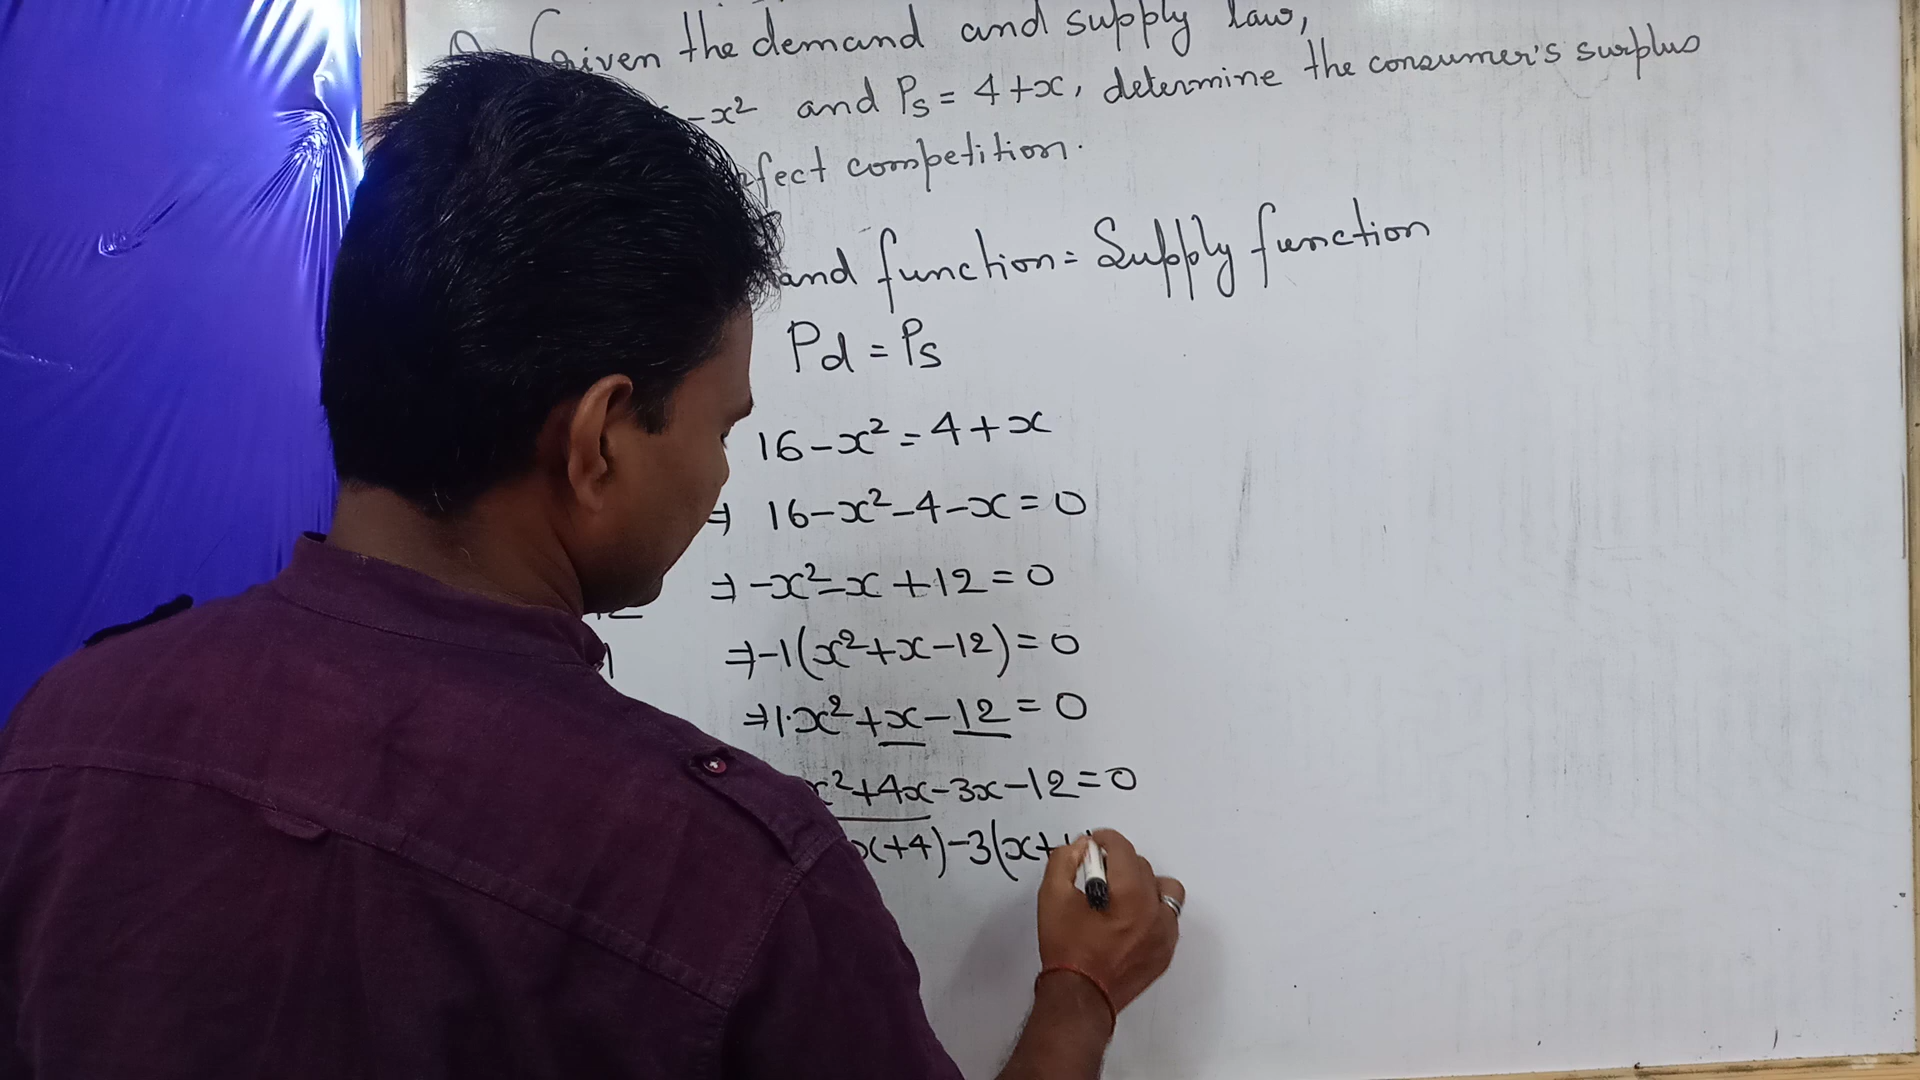 Q. Given the demand and supply law,
-x² and Ps = 4+x, determine the consumer's surplus
rfect competition.
and function = Supply function
Pd = Ps
16-x² = 4+x
⇒ 16-x²-4-x=0
⇒ -x²-x+12=0
⇒ -1(x²+x-12)=0
⇒ 1·x²+x-12=0
x²+4x-3x-12=0
x(+4)-3(x+